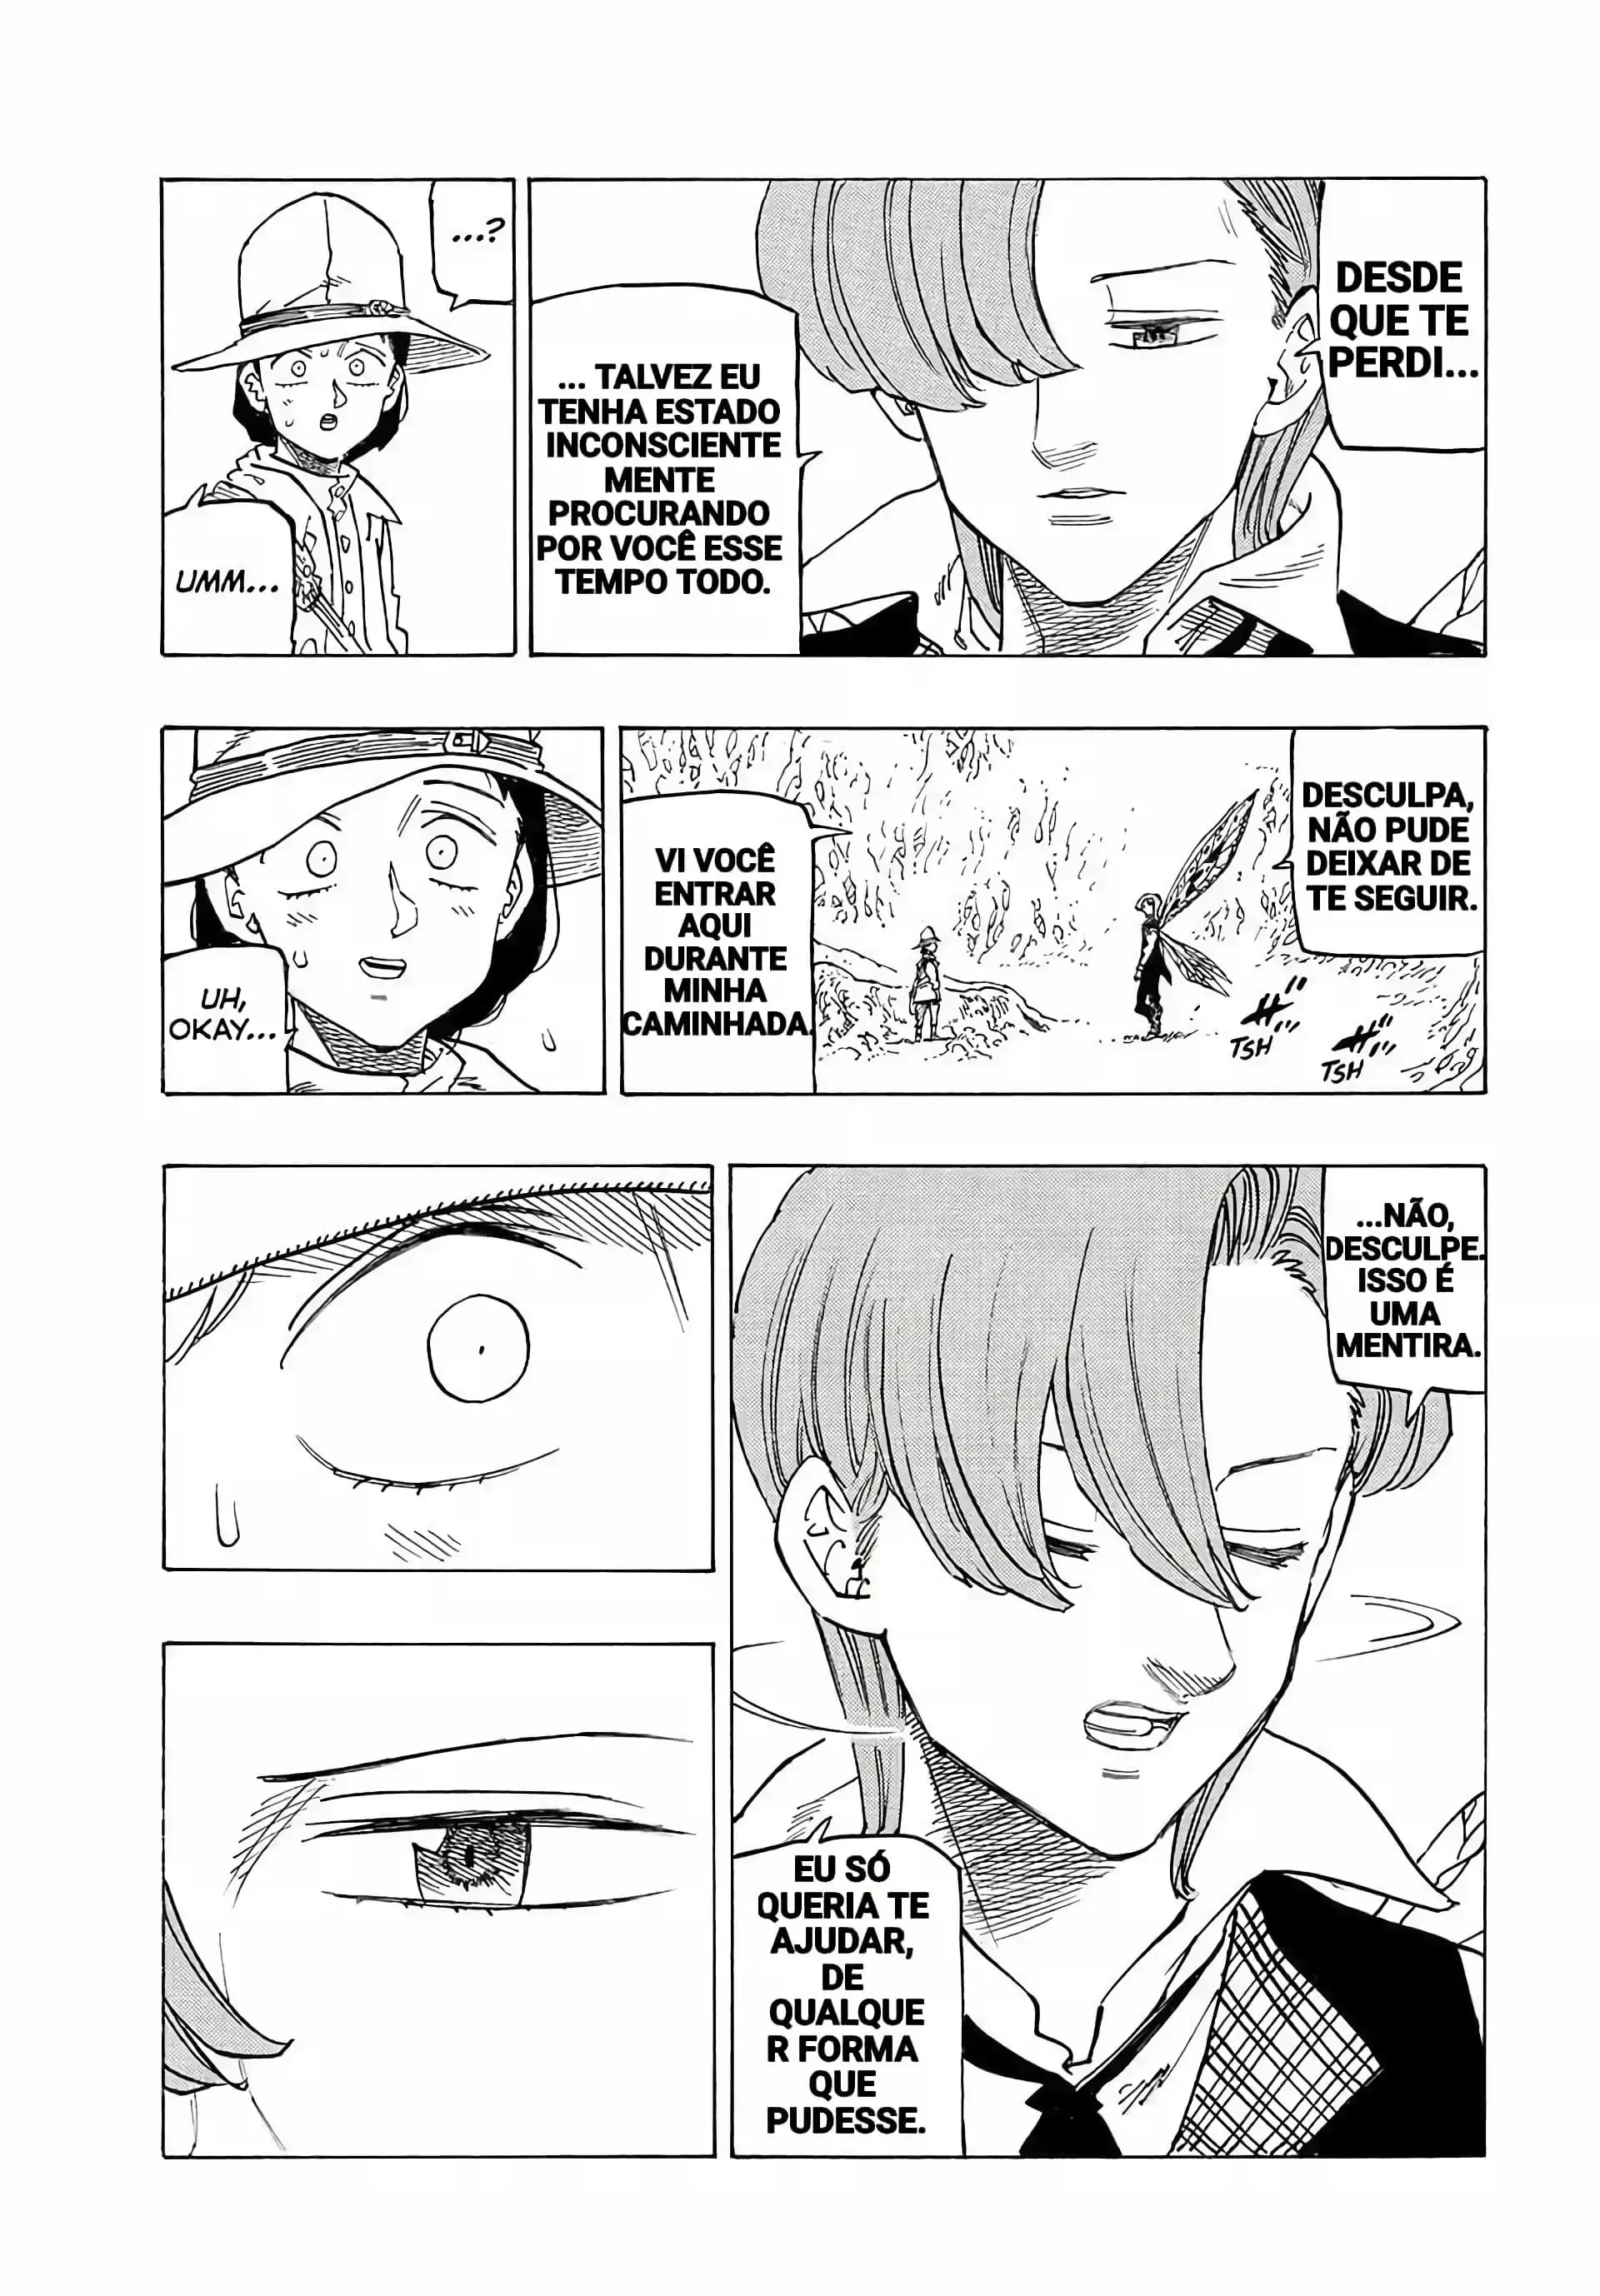 DESDE
QUE TE
PERDI...
... TALVEZ EU
TENHA ESTADO
INCONSCIENTE
MENTE
PROCURANDO
POR VOCÊ ESSE
TEMPO TODO.
...?
UMM...
DESCULPA,
NÃO PUDE
DEIXAR DE
TE SEGUIR.
TSH
TSH
VI VOCÊ
ENTRAR
AQUI
DURANTE
MINHA
CAMINHADA.
UH,
OKAY...
...NÃO,
DESCULPE.
ISSO É
UMA
MENTIRA.
EU SÓ
QUERIA TE
AJUDAR,
DE
QUALQUE
R FORMA
QUE
PUDESSE.